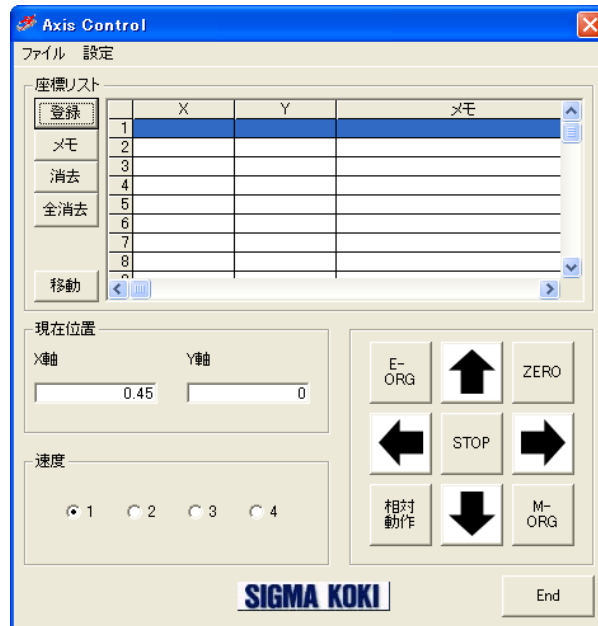 Axis Control
ファイル 設定
座標リスト
登録 X Y メモ
1
メモ 2
3
消去 4
全消去 5
6
7
8
移動
現在位置
X軸 Y軸
0.45 0
E-
ORG
ZERO
STOP
相対
動作
M-
ORG
速度
1 2 3 4
SIGMA KOKI
End